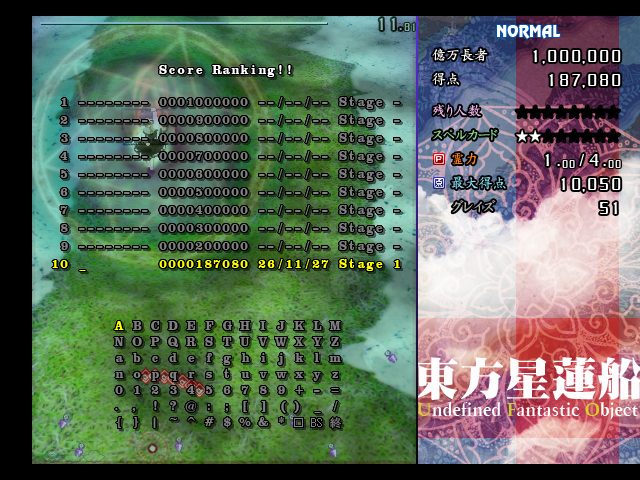 11.81
Score Ranking!!
1 -------- 0001000000 --/--/-- Stage -
2 -------- 0000900000 --/--/-- Stage -
3 -------- 0000800000 --/--/-- Stage -
4 -------- 0000700000 --/--/-- Stage -
5 -------- 0000600000 --/--/-- Stage -
6 -------- 0000500000 --/--/-- Stage -
7 -------- 0000400000 --/--/-- Stage -
8 -------- 0000300000 --/--/-- Stage -
9 -------- 0000200000 --/--/-- Stage -
10 _ 0000187080 26/11/27 Stage 1
A B C D E F G H I J K L M
N O P Q R S T U V W X Y Z
a b c d e f g h i j k l m
n o p q r s t u v w x y z
0 1 2 3 4 5 6 7 8 9 + - =
. , ! ? @ : ; [ ] ( ) _ /
{ } | ~ ^ # $ % & * □ BS 終
NORMAL
億万長者 1,000,000
得点 187,080
残り人数
スペルカード ★★
P 霊力 1.00/4.00
点 最大得点 10,050
グレイズ 51
東方星蓮船
Undefined Fantastic Object